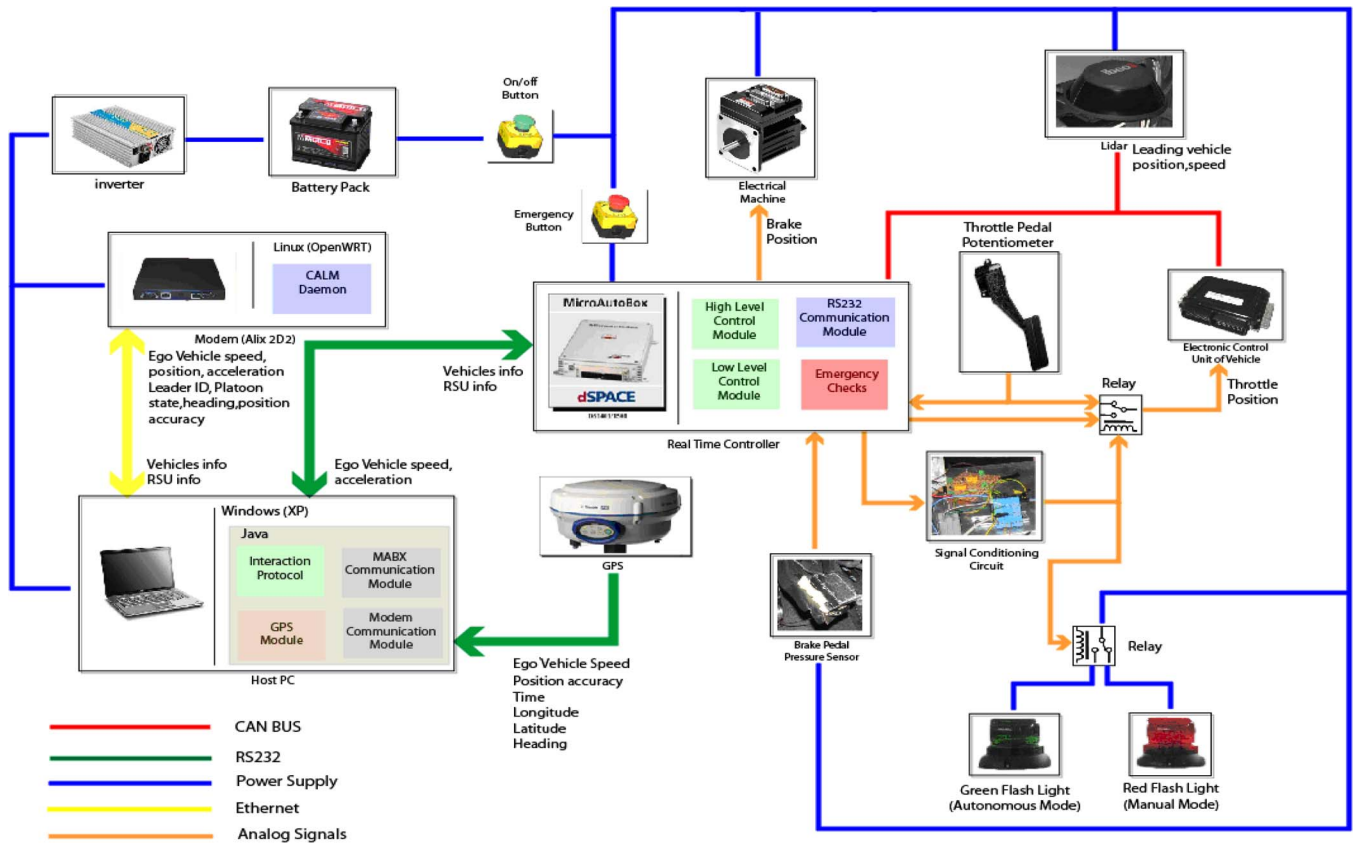 On/off
Button
inverter
Battery Pack
Emergency
Button
Electrical
Machine
Brake
Position
ibeo
Lidar
Leading vehicle
position,speed
Throttle Pedal
Potentiometer
Linux (OpenWRT)
CALM
Daemon
Modem (Alix 2D2)
Ego Vehicle speed,
position, acceleration
Leader ID, Platoon
state,heading,position
accuracy
Vehicles info
RSU info
Vehicles info
RSU info
Ego Vehicle speed,
acceleration
MicroAutoBox
dSPACE
High Level
Control
Module
RS232
Communication
Module
Low Level
Control
Module
Emergency
Checks
Real Time Controller
Electronic Control
Unit of Vehicle
Relay
Throttle
Position
Windows (XP)
Java
Interaction
Protocol
MABX
Communication
Module
GPS
Module
Modem
Communication
Module
Host PC
GPS
Ego Vehicle Speed
Position accuracy
Time
Longitude
Latitude
Heading
Signal Conditioning
Circuit
Brake Pedal
Pressure Sensor
Relay
Green Flash Light
(Autonomous Mode)
Red Flash Light
(Manual Mode)
CAN BUS
RS232
Power Supply
Ethernet
Analog Signals